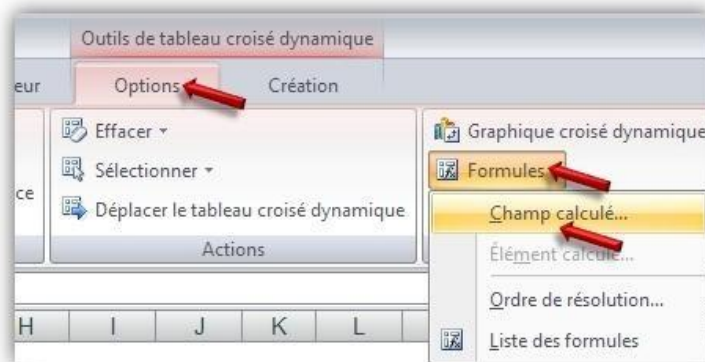 Outils de tableau croisé dynamique
eur Options Création
Effacer
Sélectionner
ce
Déplacer le tableau croisé dynamique
Actions
Graphique croisé dynamique
Formules
Champ calculé...
Élément calculé...
Ordre de résolution...
Liste des formules
H I J K L